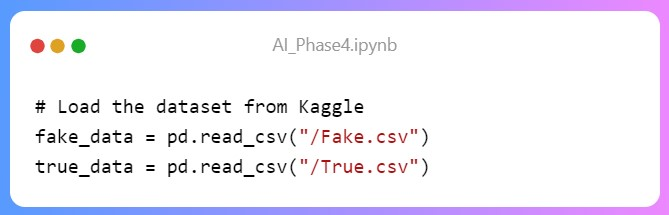 AI_Phase4.ipynb
# Load the dataset from Kaggle
fake_data = pd.read_csv("/Fake.csv")
true_data = pd.read_csv("/True.csv")